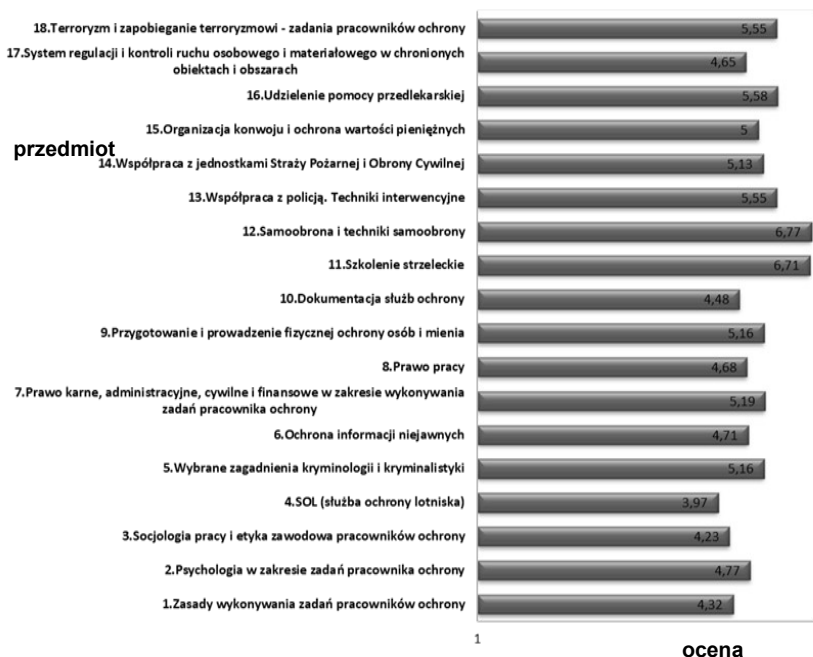 18.Terroryzm i zapobieganie terroryzmowi - zadania pracowników ochrony
5,55
17.System regulacji i kontroli ruchu osobowego i materiałowego w chronionych
obiektach i obszarach
4,65
16.Udzielenie pomocy przedlekarskiej
5,58
15.Organizacja konwoju i ochrona wartości pieniężnych
5
przedmiot
14.Współpraca z jednostkami Straży Pożarnej i Obrony Cywilnej
5,13
13.Współpraca z policją. Techniki interwencyjne
5,55
12.Samoobrona i techniki samoobrony
6,77
11.Szkolenie strzeleckie
6,71
10.Dokumentacja służb ochrony
4,48
9.Przygotowanie i prowadzenie fizycznej ochrony osób i mienia
5,16
8.Prawo pracy
4,68
7.Prawo karne, administracyjne, cywilne i finansowe w zakresie wykonywania
zadań pracownika ochrony
5,19
6.Ochrona informacji niejawnych
4,71
5.Wybrane zagadnienia kryminologii i kryminalistyki
5,16
4.SOL (służba ochrony lotniska)
3,97
3.Socjologia pracy i etyka zawodowa pracowników ochrony
4,23
2.Psychologia w zakresie zadań pracownika ochrony
4,77
1.Zasady wykonywania zadań pracowników ochrony
4,32
1
ocena